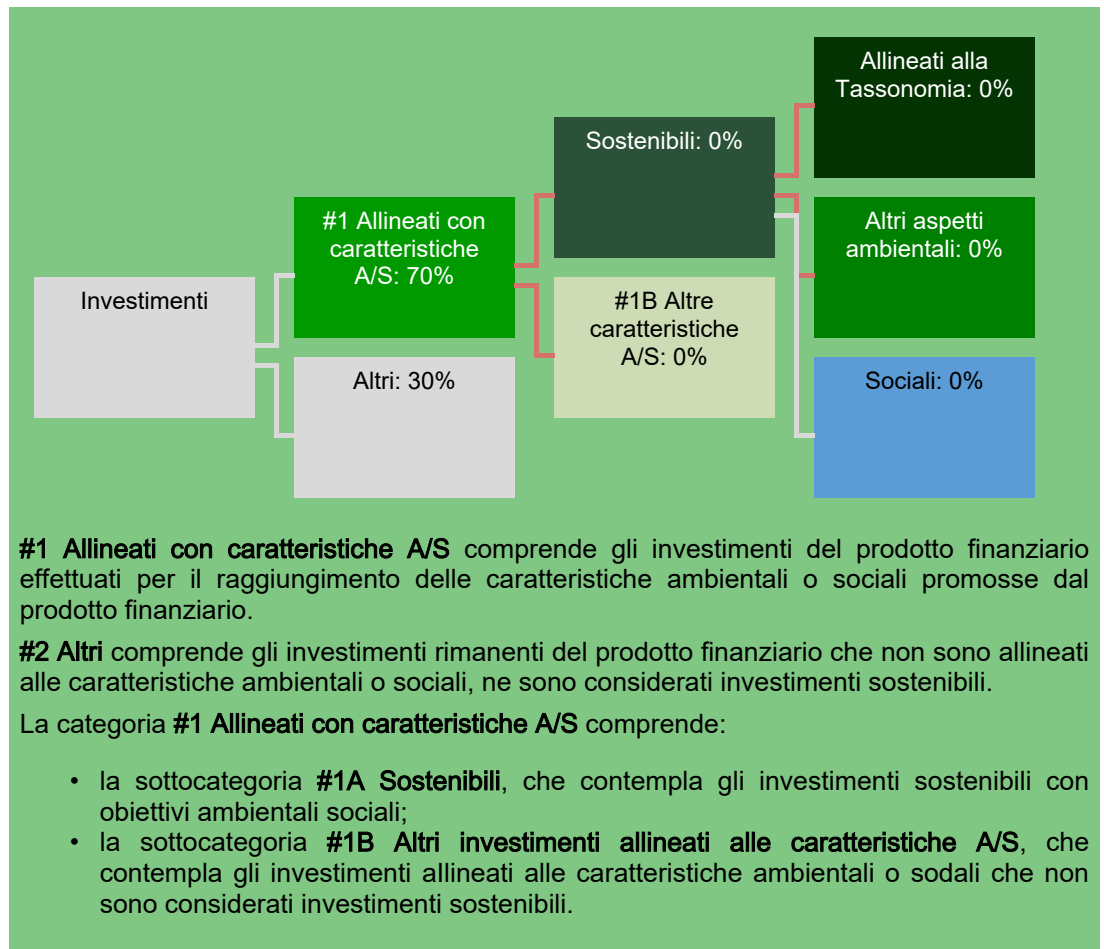 Allineati alla
Tassonomia: 0%
Sostenibili: 0%
#1 Allineati con
caratteristiche
A/S: 70%
Altri aspetti
ambientali: 0%
Investimenti
#1B Altre
caratteristiche
A/S: 0%
Altri: 30%
Sociali: 0%
#1 Allineati con caratteristiche A/S comprende gli investimenti del prodotto finanziario
effettuati per il raggiungimento delle caratteristiche ambientali o sociali promosse dal
prodotto finanziario.
#2 Altri comprende gli investimenti rimanenti del prodotto finanziario che non sono allineati
alle caratteristiche ambientali o sociali, ne sono considerati investimenti sostenibili.
La categoria #1 Allineati con caratteristiche A/S comprende:
• la sottocategoria #1A Sostenibili, che contempla gli investimenti sostenibili con
obiettivi ambientali sociali;
• la sottocategoria #1B Altri investimenti allineati alle caratteristiche A/S, che
contempla gli investimenti allineati alle caratteristiche ambientali o sodali che non
sono considerati investimenti sostenibili.